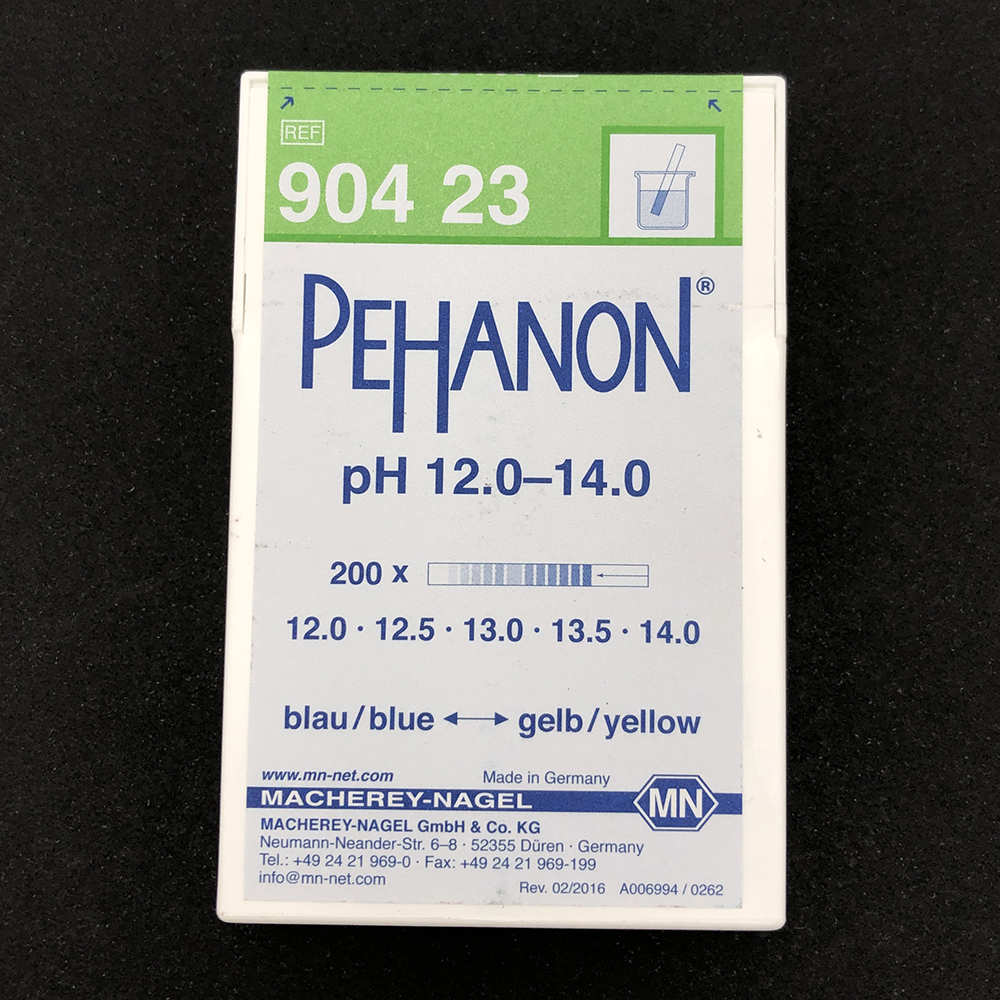 REF
904 23
PEHANON®
pH 12.0–14.0
200 x
12.0 · 12.5 · 13.0 · 13.5 · 14.0
blau/blue ↔ gelb/yellow
www.mn-net.com Made in Germany
MACHEREY-NAGEL MN
MACHEREY-NAGEL GmbH & Co. KG
Neumann-Neander-Str. 6–8 · 52355 Düren · Germany
Tel.: +49 24 21 969-0 · Fax: +49 24 21 969-199
info@mn-net.com
Rev. 02/2016 A006994 / 0262